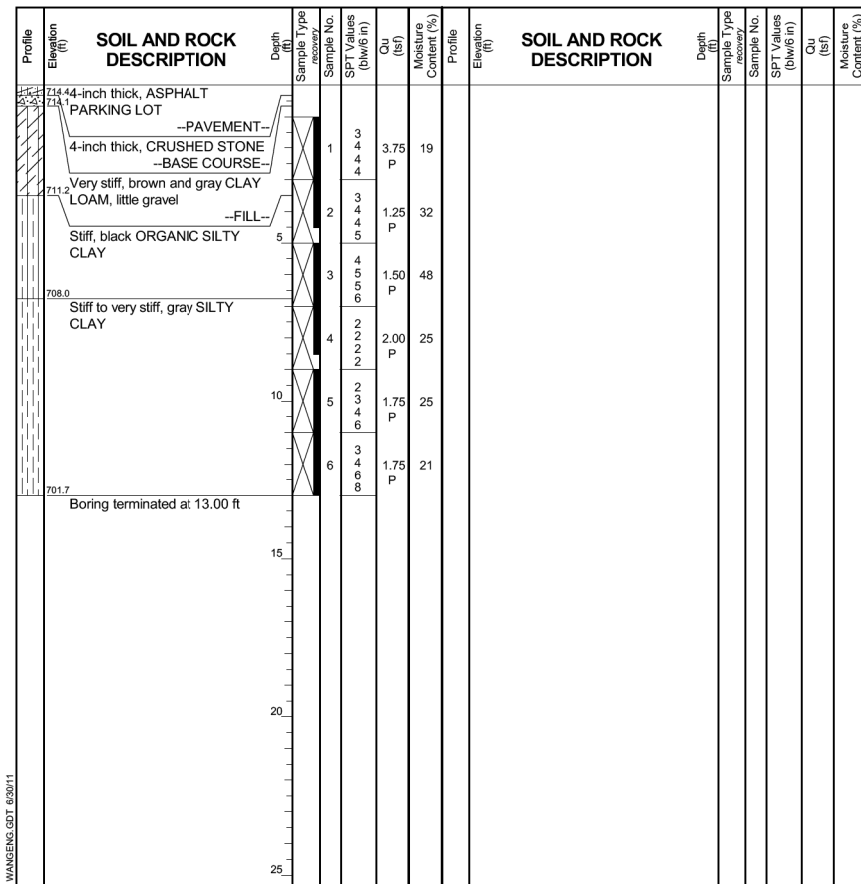 Profile
Elevation (ft)
SOIL AND ROCK
DESCRIPTION
Depth (ft)
Sample Type
recovery
Sample No.
SPT Values (blw/6 in)
Qu (tsf)
Moisture Content (%)
Profile
Elevation (ft)
SOIL AND ROCK
DESCRIPTION
Depth (ft)
Sample Type
recovery
Sample No.
SPT Values (blw/6 in)
Qu (tsf)
Moisture Content (%)
714.4 4-inch thick, ASPHALT
714.1 PARKING LOT
--PAVEMENT--
4-inch thick, CRUSHED STONE
--BASE COURSE--
1 3 4 4 4 3.75 P 19
Very stiff, brown and gray CLAY
711.2 LOAM, little gravel
--FILL--
2 3 4 4 5 1.25 P 32
Stiff, black ORGANIC SILTY
CLAY
5
3 4 5 5 6 1.50 P 48
708.0
Stiff to very stiff, gray SILTY
CLAY
4 2 2 2 2 2.00 P 25
10
5 2 3 4 6 1.75 P 25
6 3 4 6 8 1.75 P 21
701.7
Boring terminated at 13.00 ft
15
20
25
WANGENG.GDT 6/30/11